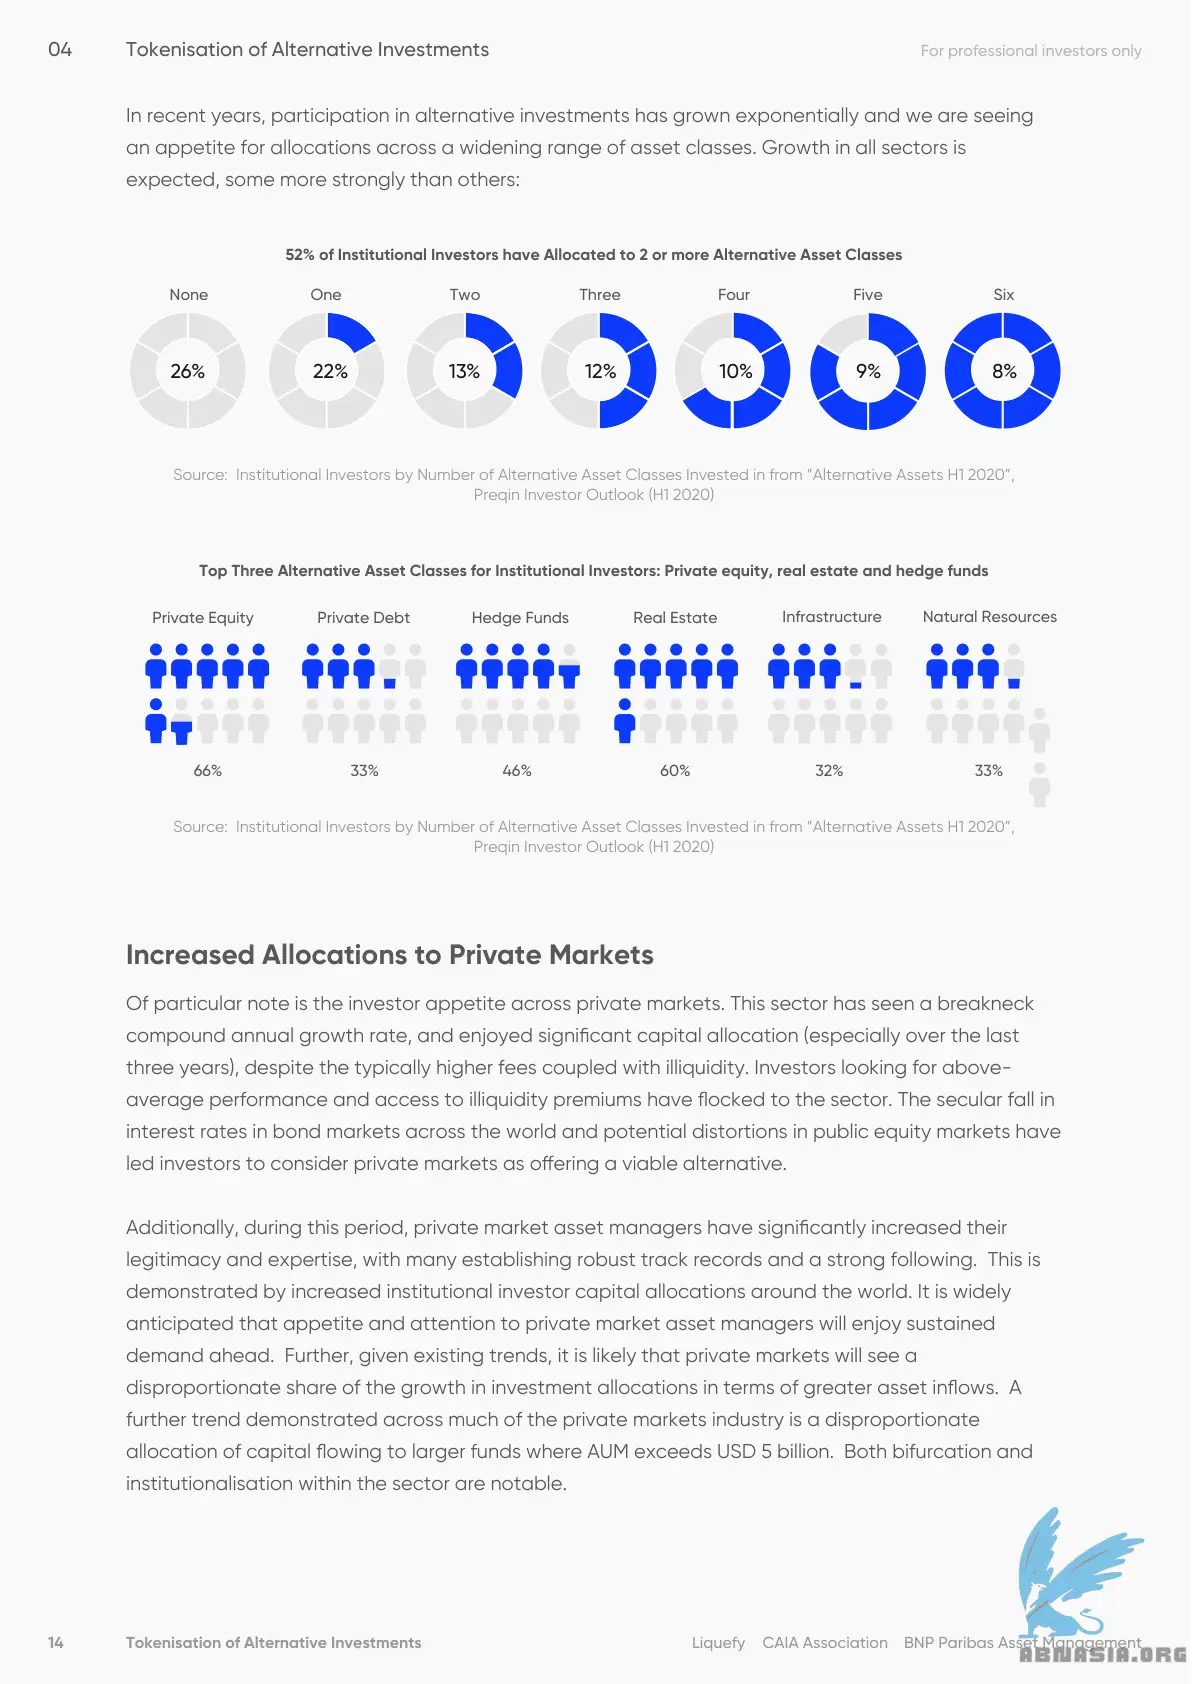 04
Tokenisation of Alternative Investments
For professional investors only
In recent years, participation in alternative investments has grown exponentially and we are seeing
an appetite for allocations across a widening range of asset classes. Growth in all sectors is
expected, some more strongly than others:
52% of Institutional Investors have Allocated to 2 or more Alternative Asset Classes
None One Two Three Four Five Six
26% 22% 13% 12% 10% 9% 8%
Source: Institutional Investors by Number of Alternative Asset Classes Invested in from “Alternative Assets H1 2020”,
Preqin Investor Outlook (H1 2020)
Top Three Alternative Asset Classes for Institutional Investors: Private equity, real estate and hedge funds
Private Equity Private Debt Hedge Funds Real Estate Infrastructure Natural Resources
66% 33% 46% 60% 32% 33%
Source: Institutional Investors by Number of Alternative Asset Classes Invested in from “Alternative Assets H1 2020”,
Preqin Investor Outlook (H1 2020)
Increased Allocations to Private Markets
Of particular note is the investor appetite across private markets. This sector has seen a breakneck
compound annual growth rate, and enjoyed significant capital allocation (especially over the last
three years), despite the typically higher fees coupled with illiquidity. Investors looking for above-
average performance and access to illiquidity premiums have flocked to the sector. The secular fall in
interest rates in bond markets across the world and potential distortions in public equity markets have
led investors to consider private markets as offering a viable alternative.
Additionally, during this period, private market asset managers have significantly increased their
legitimacy and expertise, with many establishing robust track records and a strong following. This is
demonstrated by increased institutional investor capital allocations around the world. It is widely
anticipated that appetite and attention to private market asset managers will enjoy sustained
demand ahead. Further, given existing trends, it is likely that private markets will see a
disproportionate share of the growth in investment allocations in terms of greater asset inflows. A
further trend demonstrated across much of the private markets industry is a disproportionate
allocation of capital flowing to larger funds where AUM exceeds USD 5 billion. Both bifurcation and
institutionalisation within the sector are notable.
14
Tokenisation of Alternative Investments
Liquefy CAIA Association BNP Paribas Asset Management
ABNASIA.ORG